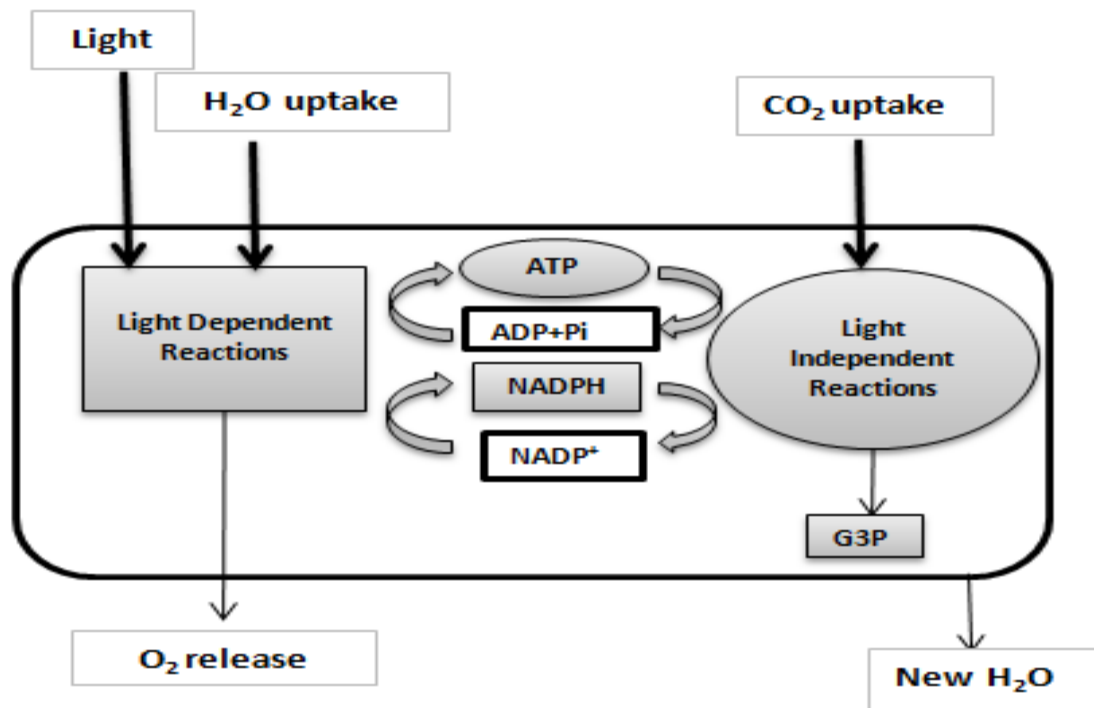 Light
H₂O uptake
CO₂ uptake
ATP
Light Dependent
Reactions
ADP+Pi
Light
Independent
Reactions
NADPH
NADP⁺
G3P
O₂ release
New H₂O